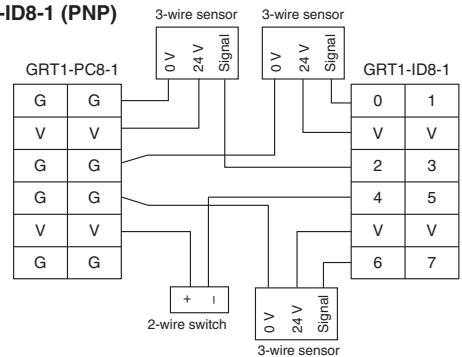 -ID8-1 (PNP)
3-wire sensor
3-wire sensor
0 V
24 V
Signal
0 V
24 V
Signal
GRT1-PC8-1
GRT1-ID8-1
G G
V V
G G
G G
V V
G G
0 1
V V
2 3
4 5
V V
6 7
+ –
2-wire switch
0 V
24 V
Signal
3-wire sensor